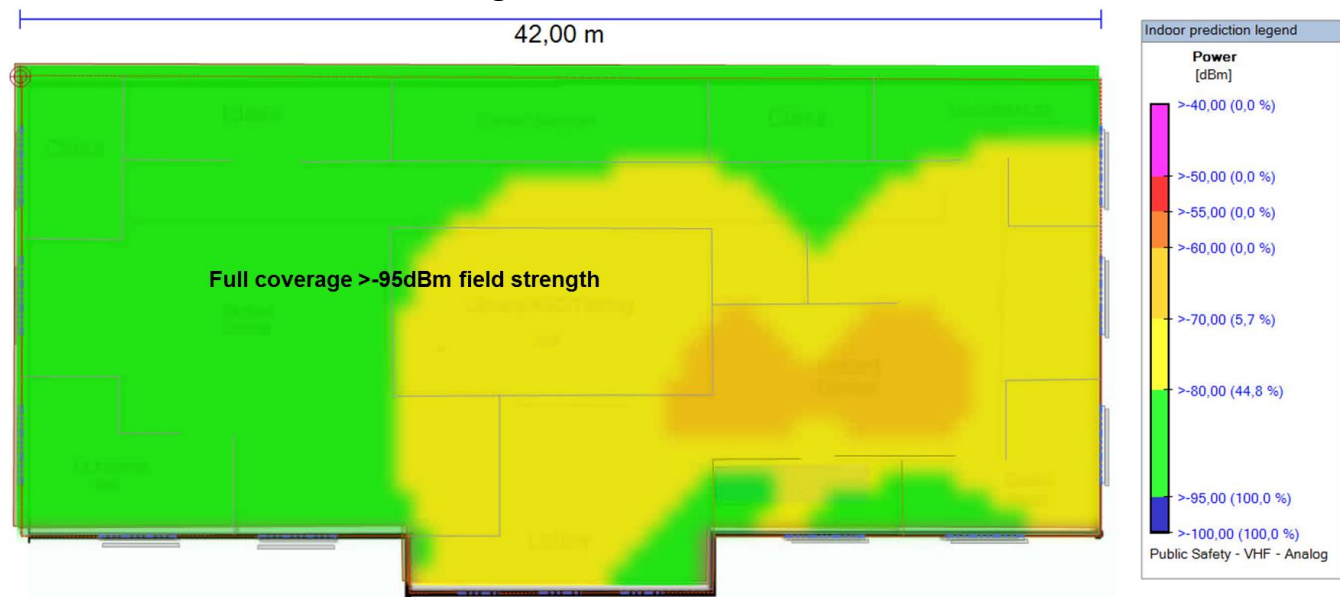 42,00 m
Class
Class
Class
Full coverage >-95dBm field strength
Lobby
Indoor prediction legend
Power
[dBm]
>-40,00 (0,0 %)
>-50,00 (0,0 %)
>-55,00 (0,0 %)
>-60,00 (0,0 %)
>-70,00 (5,7 %)
>-80,00 (44,8 %)
>-95,00 (100,0 %)
>-100,00 (100,0 %)
Public Safety - VHF - Analog